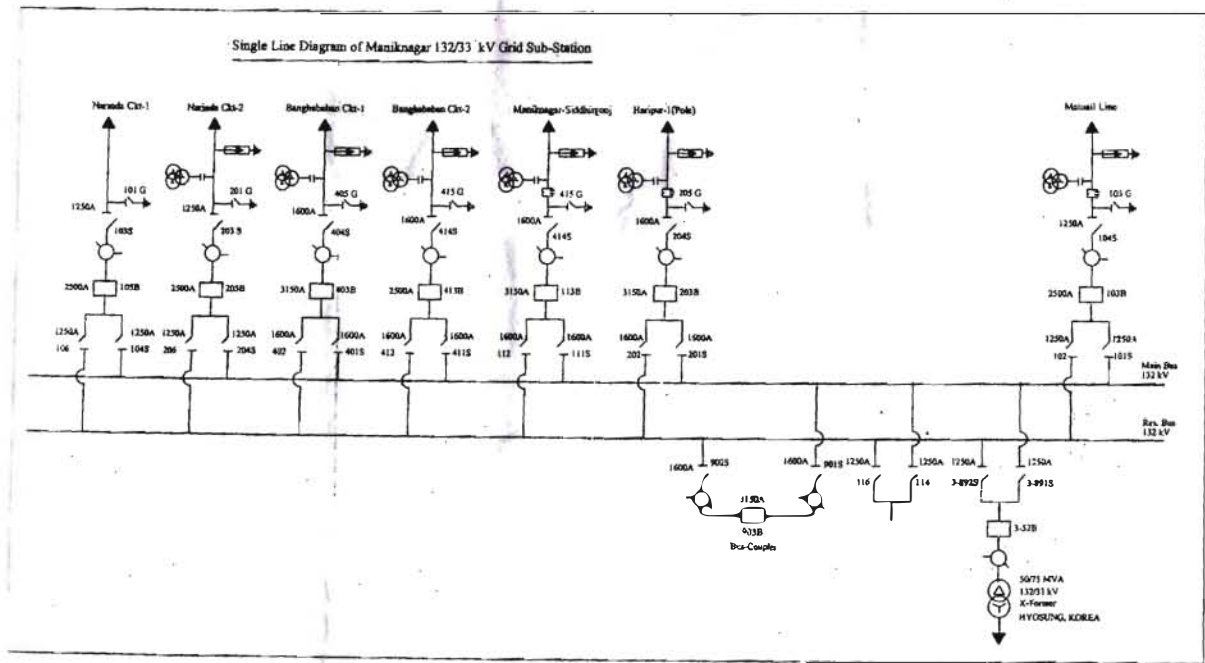 Single Line Diagram of Maniknagar 132/33 kV Grid Sub-Station
Narinda Ckt-1
Narinda Ckt-2
Banghababan Ckt-1
Banghababan Ckt-2
Maniknagar-Siddhirgonj
Haripur-1(Pole)
Matuail Line
101 G
201 G
405 G
415 G
415 G
205 G
103 G
1250A
1250A
1600A
1600A
1600A
1600A
1250A
103S
203 S
404S
414S
414S
204S
104S
2500A
105B
2500A
205B
3150A
403B
2500A
413B
3150A
113B
3150A
203B
2500A
103B
1250A
1250A
1250A
1250A
1600A
1600A
1600A
1600A
1600A
1600A
1600A
1600A
1250A
1250A
106
104S
206
204S
402
401S
412
411S
112
111S
202
201S
102
101S
Main Bus
132 kV
Res. Bus
132 kV
1600A
902S
1600A
901S
1250A
1250A
1250A
1250A
116
114
3-892S
3-891S
3150A
903B
Bus-Coupler
3-52B
50/75 MVA
132/33 kV
X-Former
HYOSUNG, KOREA